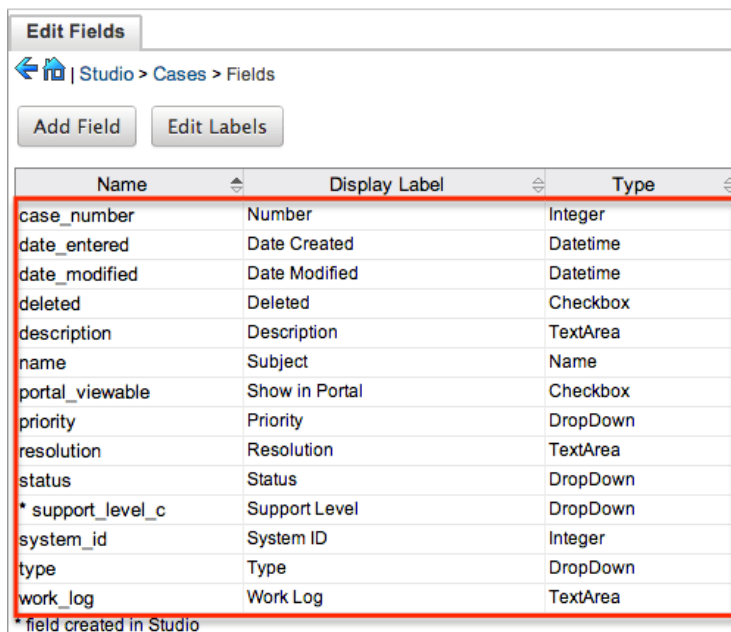 Edit Fields
| Studio > Cases > Fields
Add Field Edit Labels
Name Display Label Type
case_number Number Integer
date_entered Date Created Datetime
date_modified Date Modified Datetime
deleted Deleted Checkbox
description Description TextArea
name Subject Name
portal_viewable Show in Portal Checkbox
priority Priority DropDown
resolution Resolution TextArea
status Status DropDown
* support_level_c Support Level DropDown
system_id System ID Integer
type Type DropDown
work_log Work Log TextArea
* field created in Studio